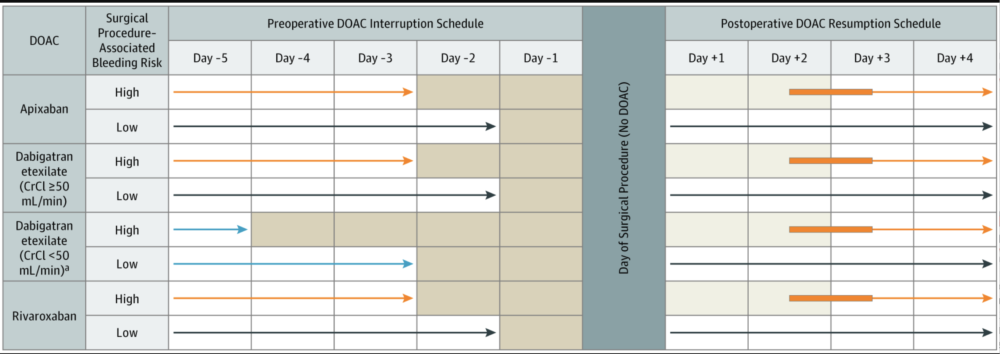 DOAC
Surgical
Procedure-
Associated
Bleeding Risk
Preoperative DOAC Interruption Schedule
Day -5
Day -4
Day -3
Day -2
Day -1
Day of Surgical Procedure (No DOAC)
Postoperative DOAC Resumption Schedule
Day +1
Day +2
Day +3
Day +4
Apixaban
High
Low
Dabigatran
etexilate
(CrCl ≥50
mL/min)
High
Low
Dabigatran
etexilate
(CrCl <50
mL/min)ᵃ
High
Low
Rivaroxaban
High
Low